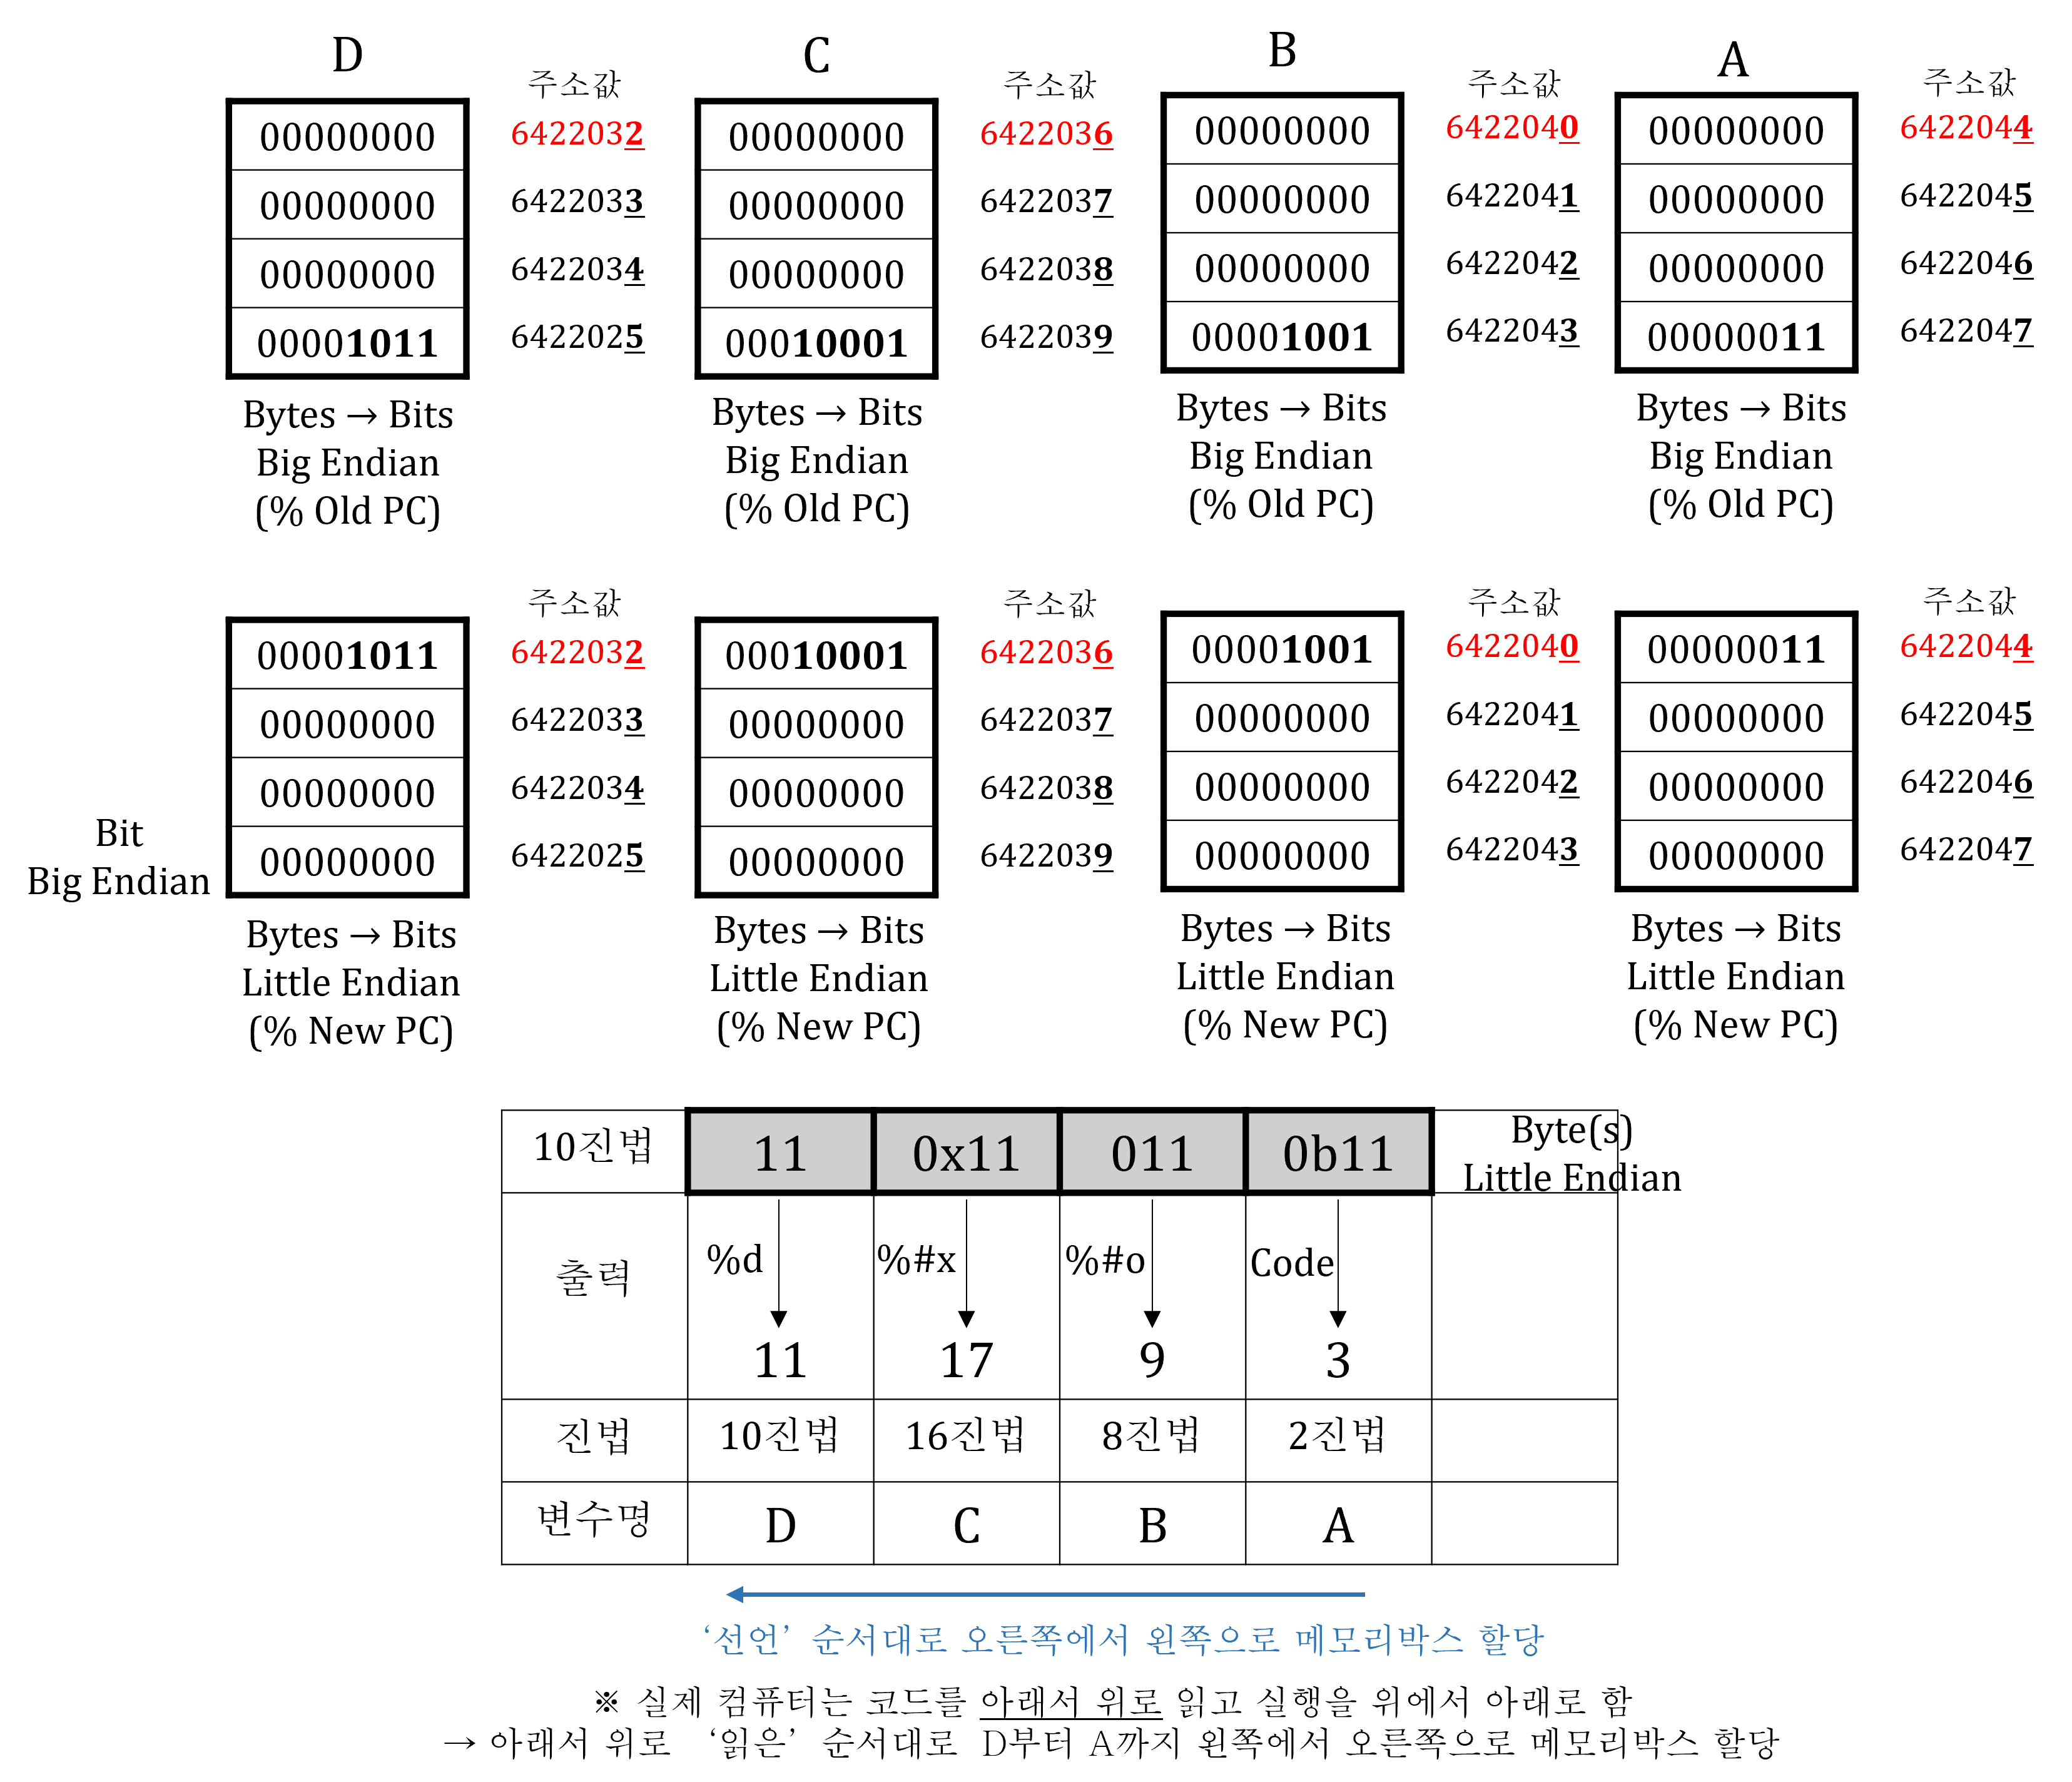 D C B A
주소값 주소값 주소값 주소값
00000000 6422032 00000000 6422036 00000000 6422040 00000000 6422044
00000000 6422033 00000000 6422037 00000000 6422041 00000000 6422045
00000000 6422034 00000000 6422038 00000000 6422042 00000000 6422046
00001011 6422025 00010001 6422039 00001001 6422043 00000011 6422047
Bytes → Bits Bytes → Bits Bytes → Bits Bytes → Bits
Big Endian Big Endian Big Endian Big Endian
(% Old PC) (% Old PC) (% Old PC) (% Old PC)
주소값 주소값 주소값 주소값
00001011 6422032 00010001 6422036 00001001 6422040 00000011 6422044
00000000 6422033 00000000 6422037 00000000 6422041 00000000 6422045
00000000 6422034 00000000 6422038 00000000 6422042 00000000 6422046
00000000 6422025 00000000 6422039 00000000 6422043 00000000 6422047
Bit
Big Endian
Bytes → Bits Bytes → Bits Bytes → Bits Bytes → Bits
Little Endian Little Endian Little Endian Little Endian
(% New PC) (% New PC) (% New PC) (% New PC)
10진법 11 0x11 011 0b11 Byte(s)
Little Endian
출력 %d %#x %#o Code
11 17 9 3
진법 10진법 16진법 8진법 2진법
변수명 D C B A
‘선언’ 순서대로 오른쪽에서 왼쪽으로 메모리박스 할당
※ 실제 컴퓨터는 코드를 아래서 위로 읽고 실행을 위에서 아래로 함
→ 아래서 위로 ‘읽은’ 순서대로 D부터 A까지 왼쪽에서 오른쪽으로 메모리박스 할당